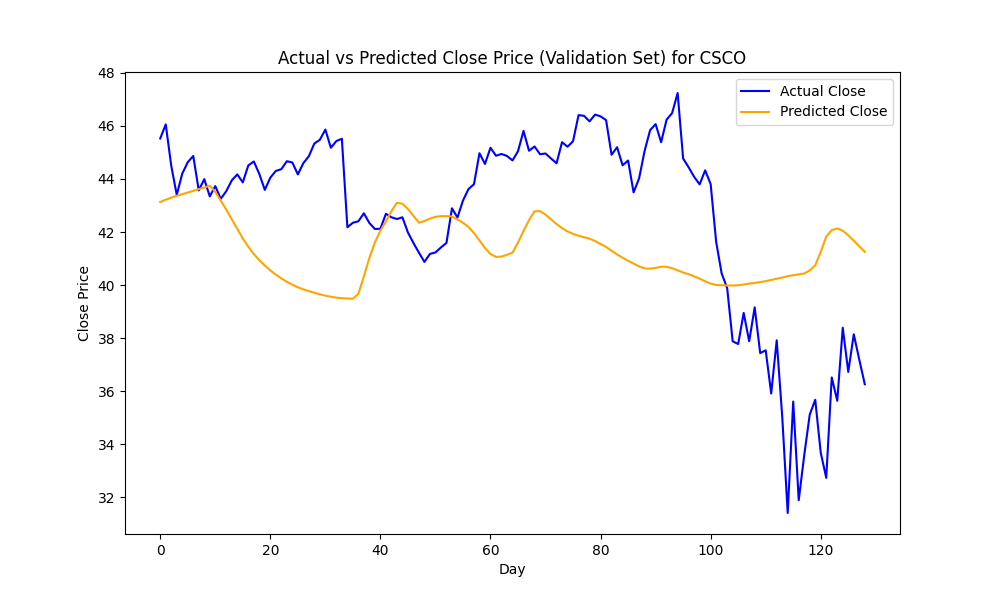 Actual vs Predicted Close Price (Validation Set) for CSCO
Actual Close
Predicted Close
Close Price
48
46
44
42
40
38
36
34
32
0 20 40 60 80 100 120
Day